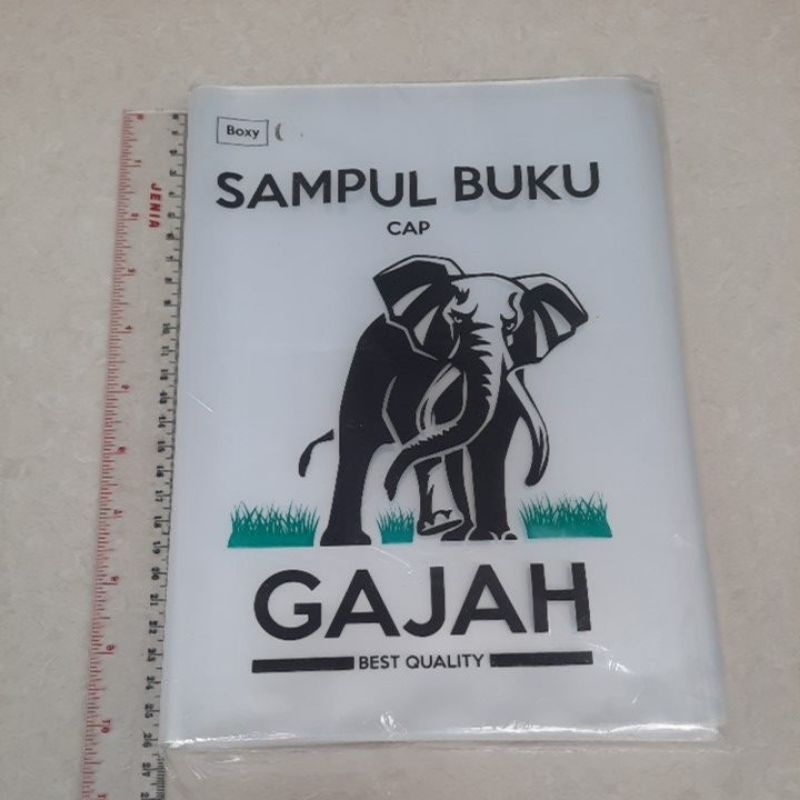 Boxy
SAMPUL BUKU
CAP
GAJAH
BEST QUALITY
JENIA